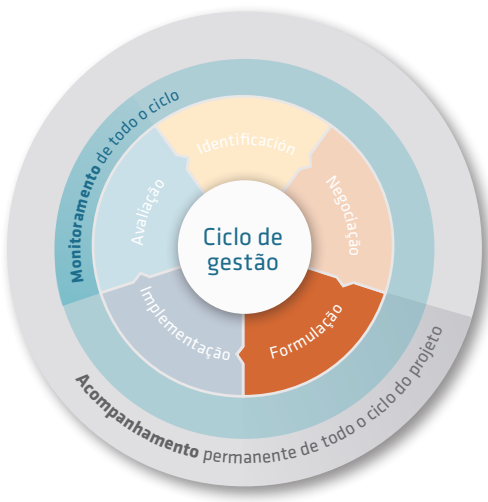 Monitoramento de todo o ciclo
Identificación
Negociação
Avaliação
Ciclo de
gestão
Implementação
Formulação
Acompanhamento permanente de todo o ciclo do projeto